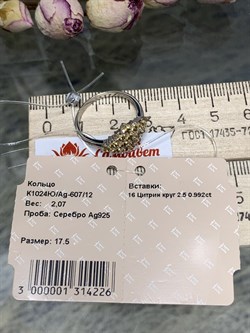 ГОСТ 17435-72
Самоцвет
Кольцо
К1024Ю/Ag-607/12
Вес: 2,07
Проба: Серебро Ag925
Размер: 17.5
Вставки:
16 Цитрин круг 2.5 0.992ct
3 000001 314226